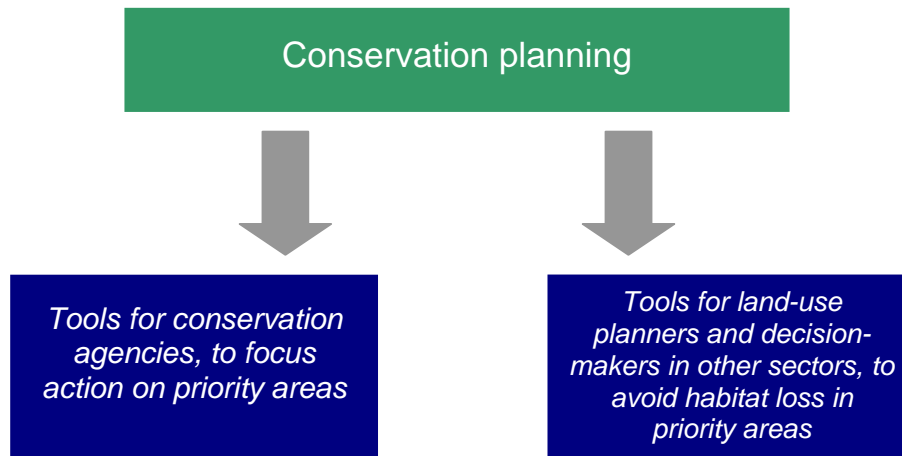 Conservation planning
Tools for conservation
agencies, to focus
action on priority areas
Tools for land-use
planners and decision-
makers in other sectors, to
avoid habitat loss in
priority areas